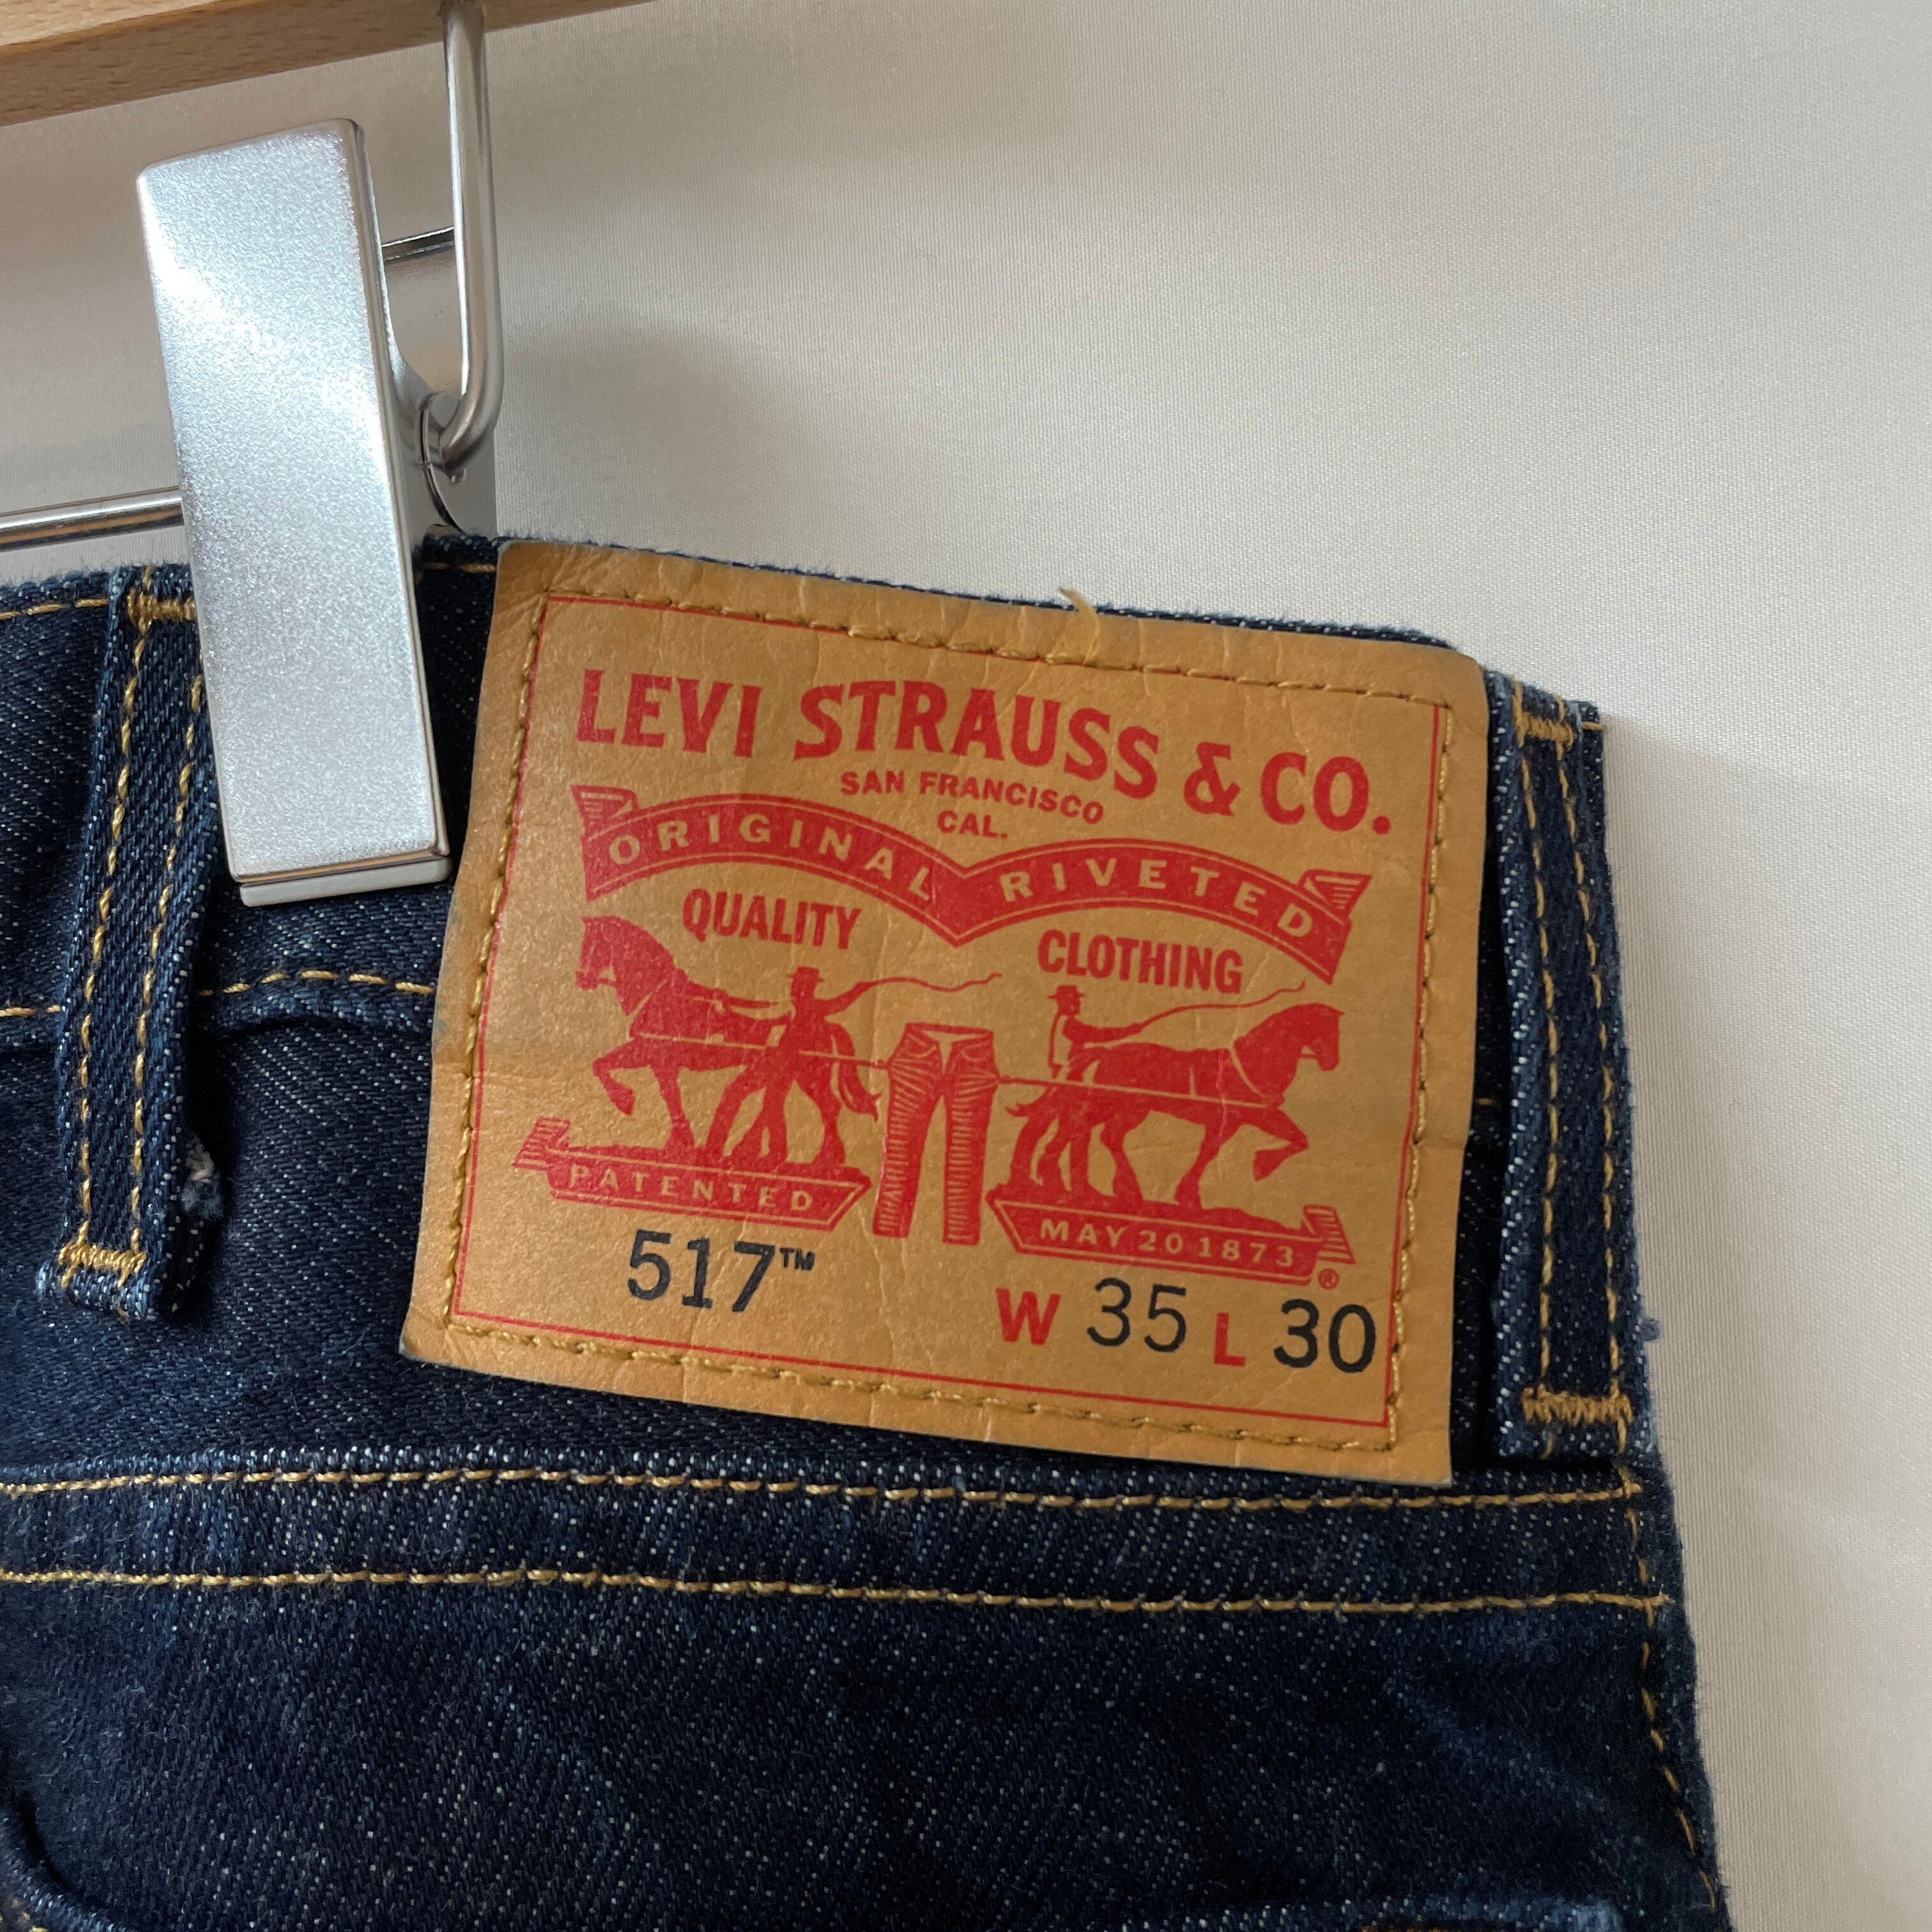 LEVI STRAUSS & CO.
SAN FRANCISCO
CAL.
ORIGINAL RIVETED
QUALITY CLOTHING
PATENTED
MAY 20 1873 ®
517™
W 35 L 30